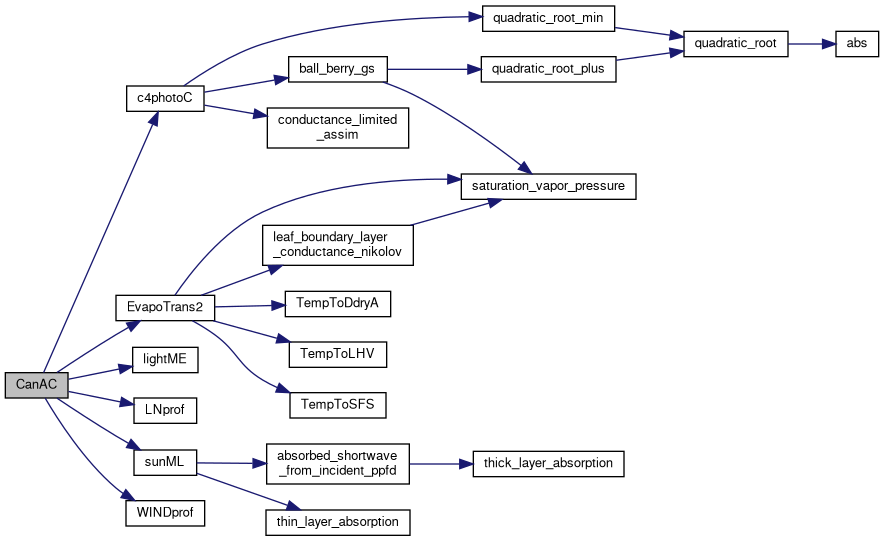 quadratic_root_min
quadratic_root
abs
ball_berry_gs
quadratic_root_plus
c4photoC
conductance_limited
_assim
saturation_vapor_pressure
leaf_boundary_layer
_conductance_nikolov
EvapoTrans2
TempToDdryA
TempToLHV
lightME
CanAC
TempToSFS
LNprof
absorbed_shortwave
_from_incident_ppfd
sunML
thick_layer_absorption
WINDprof
thin_layer_absorption